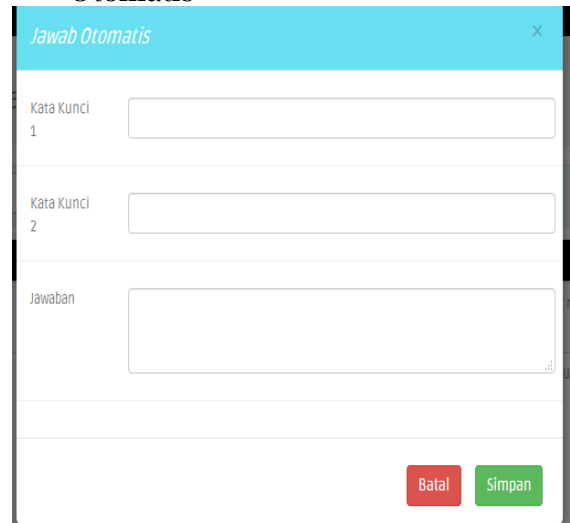 Jawab Otomatis
×
Kata Kunci
1
Kata Kunci
2
Jawaban
Batal
Simpan